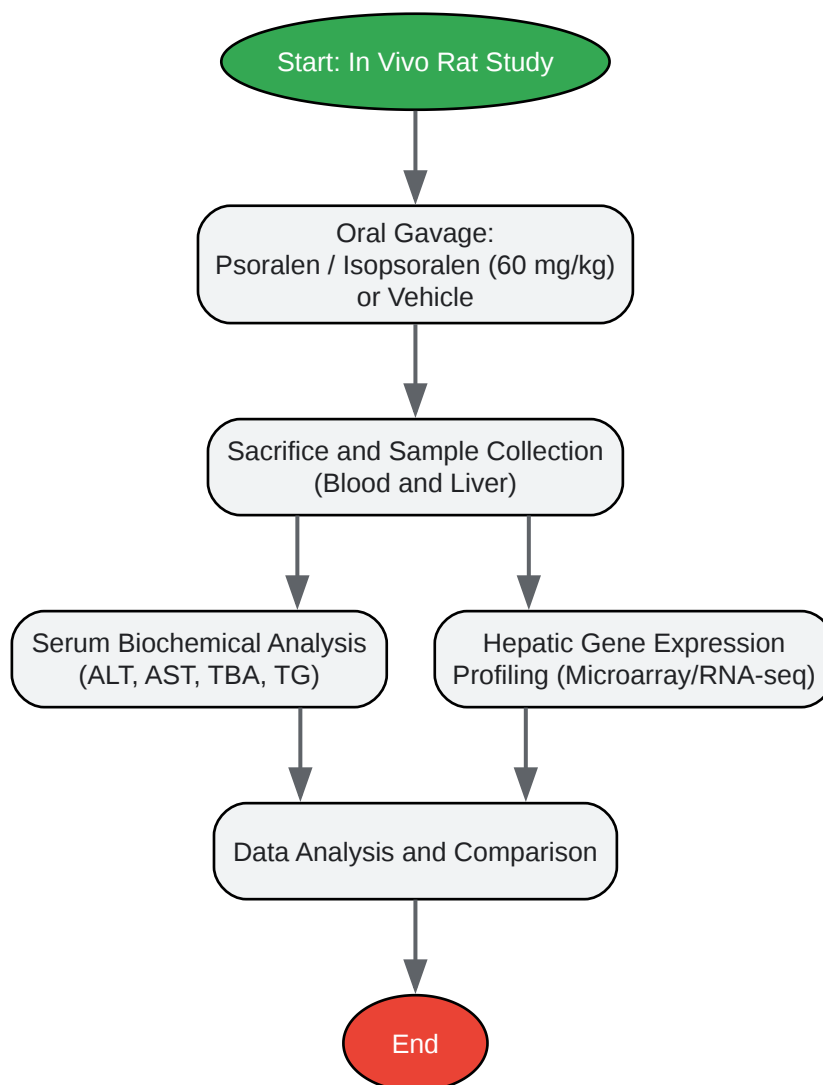 Start: In Vivo Rat Study
Oral Gavage:
Psoralen / Isopsoralen (60 mg/kg)
or Vehicle
Sacrifice and Sample Collection
(Blood and Liver)
Serum Biochemical Analysis
(ALT, AST, TBA, TG)
Hepatic Gene Expression
Profiling (Microarray/RNA-seq)
Data Analysis and Comparison
End